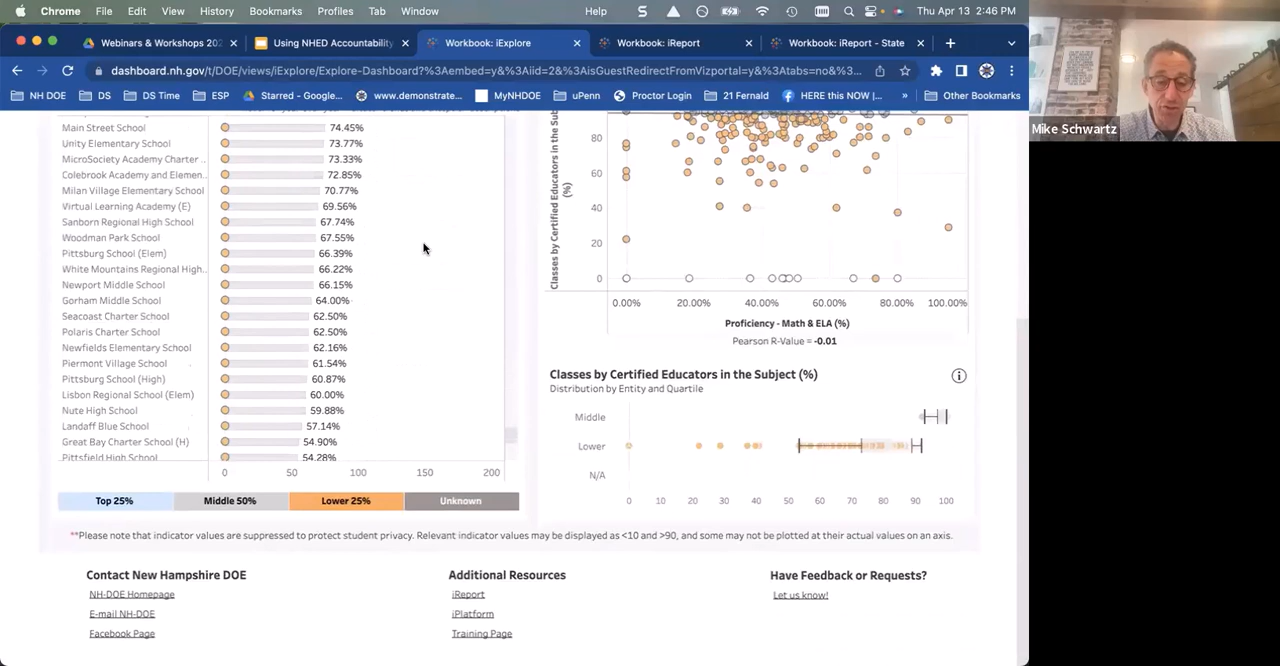 Chrome File Edit View History Bookmarks Profiles Tab Window Help Thu Apr 13 2:46 PM
Webinars & Workshops 202 Using NHED Accountability Workbook: iExplore Workbook: iReport Workbook: iReport - State
dashboard.nh.gov/t/DOE/views/iExplore/Explore-Dashboard?%3Aembed=y&%3Aiid=2&%3AisGuestRedirectFromVizportal=y&%3Atabs=no&%3...
NH DOE DS DS Time ESP Starred - Google... www.demonstrate... MyNHDOE uPenn Proctor Login 21 Fernald HERE this NOW |... » Other Bookmarks
Mike Schwartz
Main Street School 74.45%
Unity Elementary School 73.77%
MicroSociety Academy Charter .. 73.33%
Colebrook Academy and Elemen.. 72.85%
Milan Village Elementary School 70.77%
Virtual Learning Academy (E) 69.56%
Sanborn Regional High School 67.74%
Woodman Park School 67.55%
Pittsburg School (Elem) 66.39%
White Mountains Regional High.. 66.22%
Newport Middle School 66.15%
Gorham Middle School 64.00%
Seacoast Charter School 62.50%
Polaris Charter School 62.50%
Newfields Elementary School 62.16%
Piermont Village School 61.54%
Pittsburg School (High) 60.87%
Lisbon Regional School (Elem) 60.00%
Nute High School 59.88%
Landaff Blue School 57.14%
Great Bay Charter School (H) 54.90%
Pittsfield High School 54.28%
0 50 100 150 200
Top 25% Middle 50% Lower 25% Unknown
Classes by Certified Educators in the Sub
(%)
80
60
40
20
0
0.00% 20.00% 40.00% 60.00% 80.00% 100.00%
Proficiency - Math & ELA (%)
Pearson R-Value = -0.01
Classes by Certified Educators in the Subject (%)
Distribution by Entity and Quartile
Middle
Lower
N/A
0 10 20 30 40 50 60 70 80 90 100
**Please note that indicator values are suppressed to protect student privacy. Relevant indicator values may be displayed as <10 and >90, and some may not be plotted at their actual values on an axis.
Contact New Hampshire DOE
NH-DOE Homepage
E-mail NH-DOE
Facebook Page
Additional Resources
iReport
iPlatform
Training Page
Have Feedback or Requests?
Let us know!